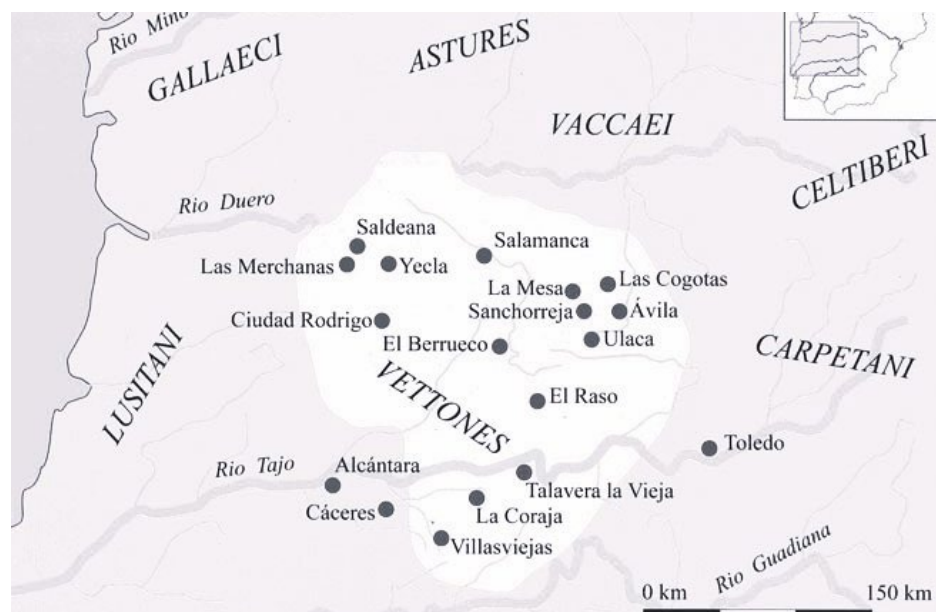 Rio Mino
GALLAECI
ASTURES
VACCAEI
CELTIBERI
Rio Duero
Saldeana
Salamanca
Las Merchanas
Yecla
La Mesa
Las Cogotas
Sanchorreja
Ávila
Ciudad Rodrigo
El Berrueco
Ulaca
LUSITANI
VETTONES
CARPETANI
El Raso
Toledo
Rio Tajo
Alcántara
Talavera la Vieja
Cáceres
La Coraja
Villasviejas
Rio Guadiana
0 km 150 km